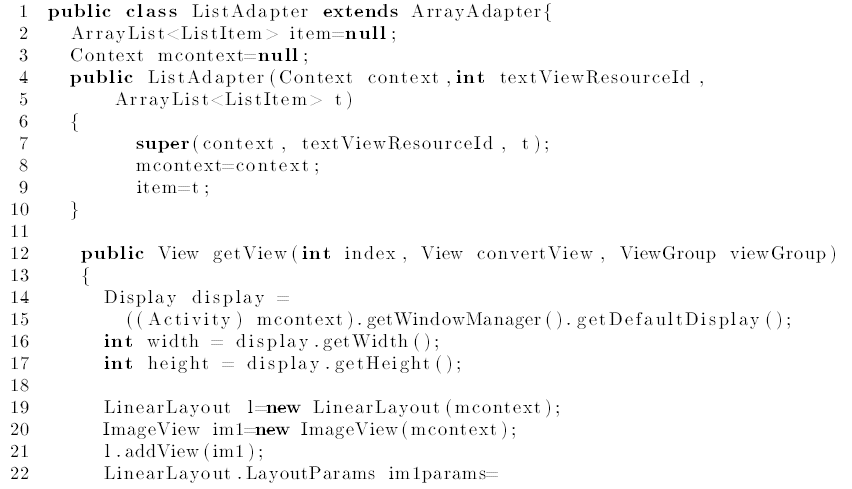 1 public class ListAdapter extends ArrayAdapter{
2 ArrayList<ListItem> item=null;
3 Context mcontext=null;
4 public ListAdapter(Context context,int textViewResourceId,
5 ArrayList<ListItem> t)
6 {
7 super(context, textViewResourceId, t);
8 mcontext=context;
9 item=t;
10 }
11
12 public View getView(int index, View convertView, ViewGroup viewGroup)
13 {
14 Display display =
15 ((Activity) mcontext).getWindowManager().getDefaultDisplay();
16 int width = display.getWidth();
17 int height = display.getHeight();
18
19 LinearLayout l=new LinearLayout(mcontext);
20 ImageView im1=new ImageView(mcontext);
21 l.addView(im1);
22 LinearLayout.LayoutParams im1params=